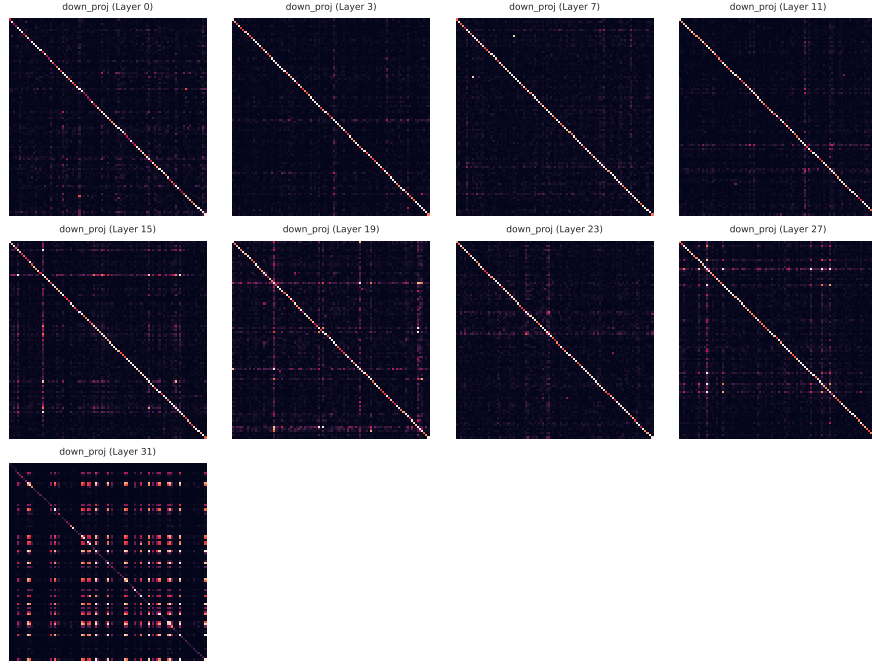 down_proj (Layer 0)
down_proj (Layer 3)
down_proj (Layer 7)
down_proj (Layer 11)
down_proj (Layer 15)
down_proj (Layer 19)
down_proj (Layer 23)
down_proj (Layer 27)
down_proj (Layer 31)